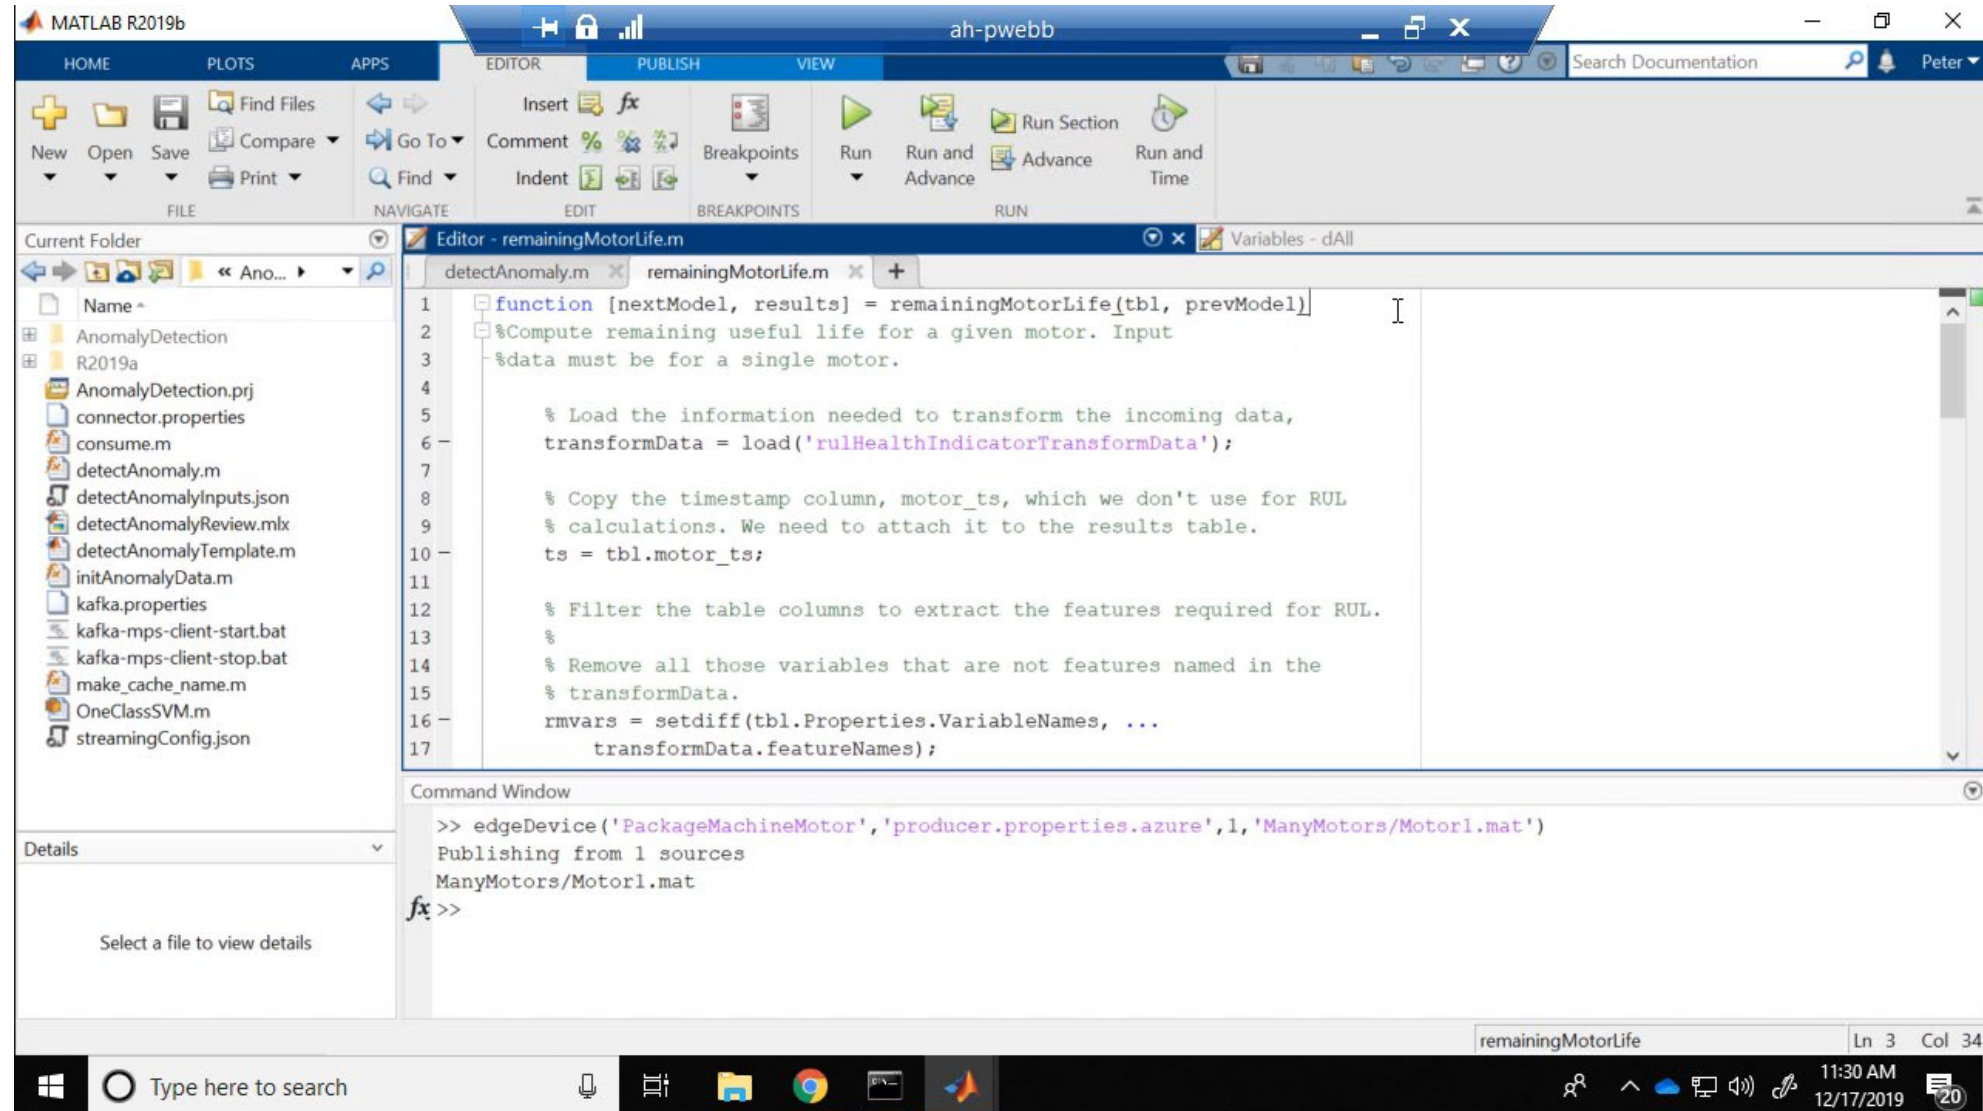 MATLAB R2019b
ah-pwebb
HOME PLOTS APPS EDITOR PUBLISH VIEW
Search Documentation
Peter
New Open Save
Find Files
Compare
Print
FILE
Go To
Find
NAVIGATE
Insert fx
Comment
Indent
EDIT
Breakpoints
BREAKPOINTS
Run
Run and Advance
Run Section
Advance
Run and Time
RUN
Current Folder
« Ano...
Name
AnomalyDetection
R2019a
AnomalyDetection.prj
connector.properties
consume.m
detectAnomaly.m
detectAnomalyInputs.json
detectAnomalyReview.mlx
detectAnomalyTemplate.m
initAnomalyData.m
kafka.properties
kafka-mps-client-start.bat
kafka-mps-client-stop.bat
make_cache_name.m
OneClassSVM.m
streamingConfig.json
Details
Select a file to view details
Editor - remainingMotorLife.m
Variables - dAll
detectAnomaly.m remainingMotorLife.m +
1 function [nextModel, results] = remainingMotorLife(tbl, prevModel)
2 %Compute remaining useful life for a given motor. Input
3 %data must be for a single motor.
4
5 % Load the information needed to transform the incoming data,
6 transformData = load('rulHealthIndicatorTransformData');
7
8 % Copy the timestamp column, motor_ts, which we don't use for RUL
9 % calculations. We need to attach it to the results table.
10 ts = tbl.motor_ts;
11
12 % Filter the table columns to extract the features required for RUL.
13 %
14 % Remove all those variables that are not features named in the
15 % transformData.
16 rmvars = setdiff(tbl.Properties.VariableNames, ...
17 transformData.featureNames);
Command Window
>> edgeDevice('PackageMachineMotor','producer.properties.azure',1,'ManyMotors/Motor1.mat')
Publishing from 1 sources
ManyMotors/Motor1.mat
fx >>
remainingMotorLife
Ln 3 Col 34
Type here to search
11:30 AM
12/17/2019
20